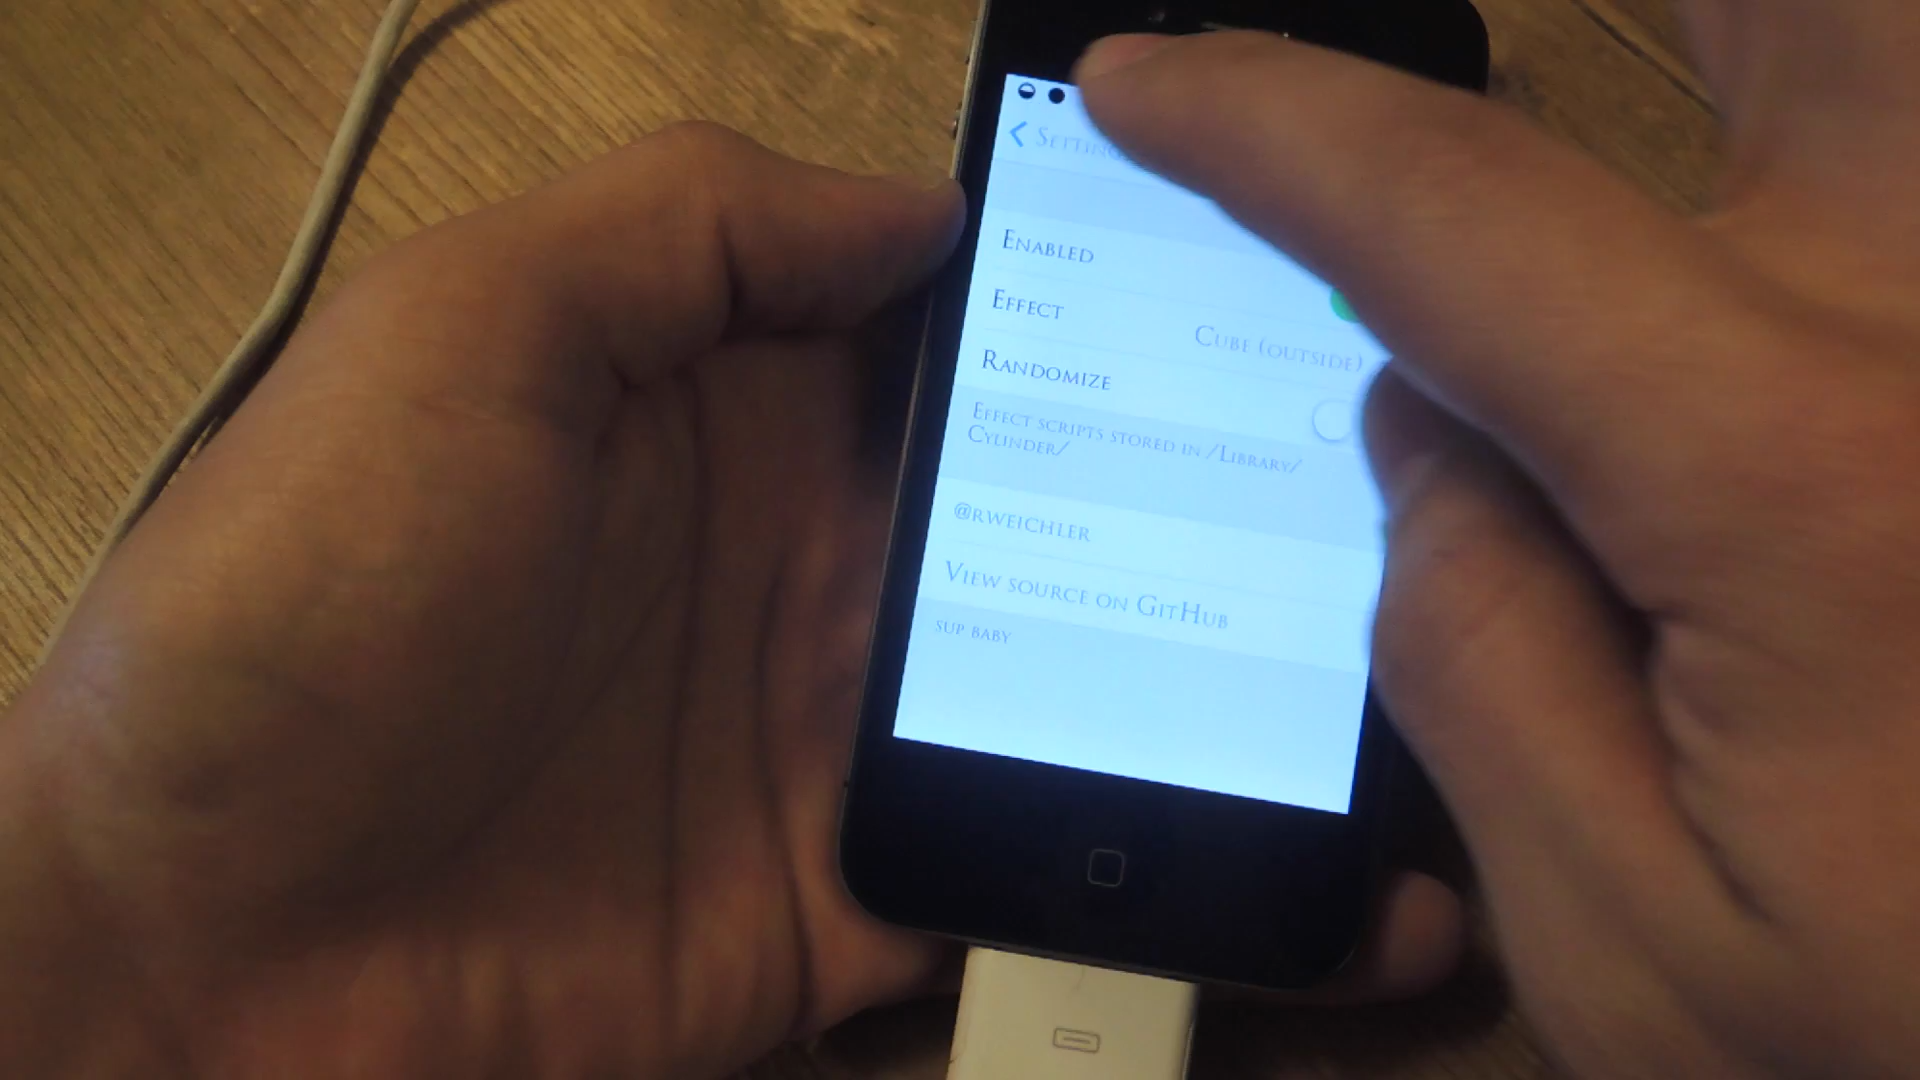 Enabled
Effect
Cube (outside)
Randomize
Effect scripts stored in /Library/
Cylinder/
@rweichler
View source on GitHub
sup baby